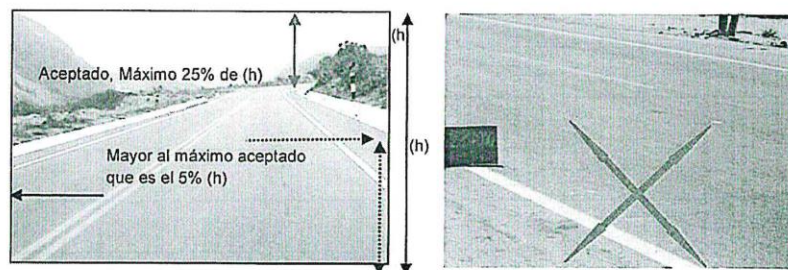 (h
Aceptado, Máximo 25% de (h)
(h)
Mayor al máximo aceptado
que es el 5% (h)